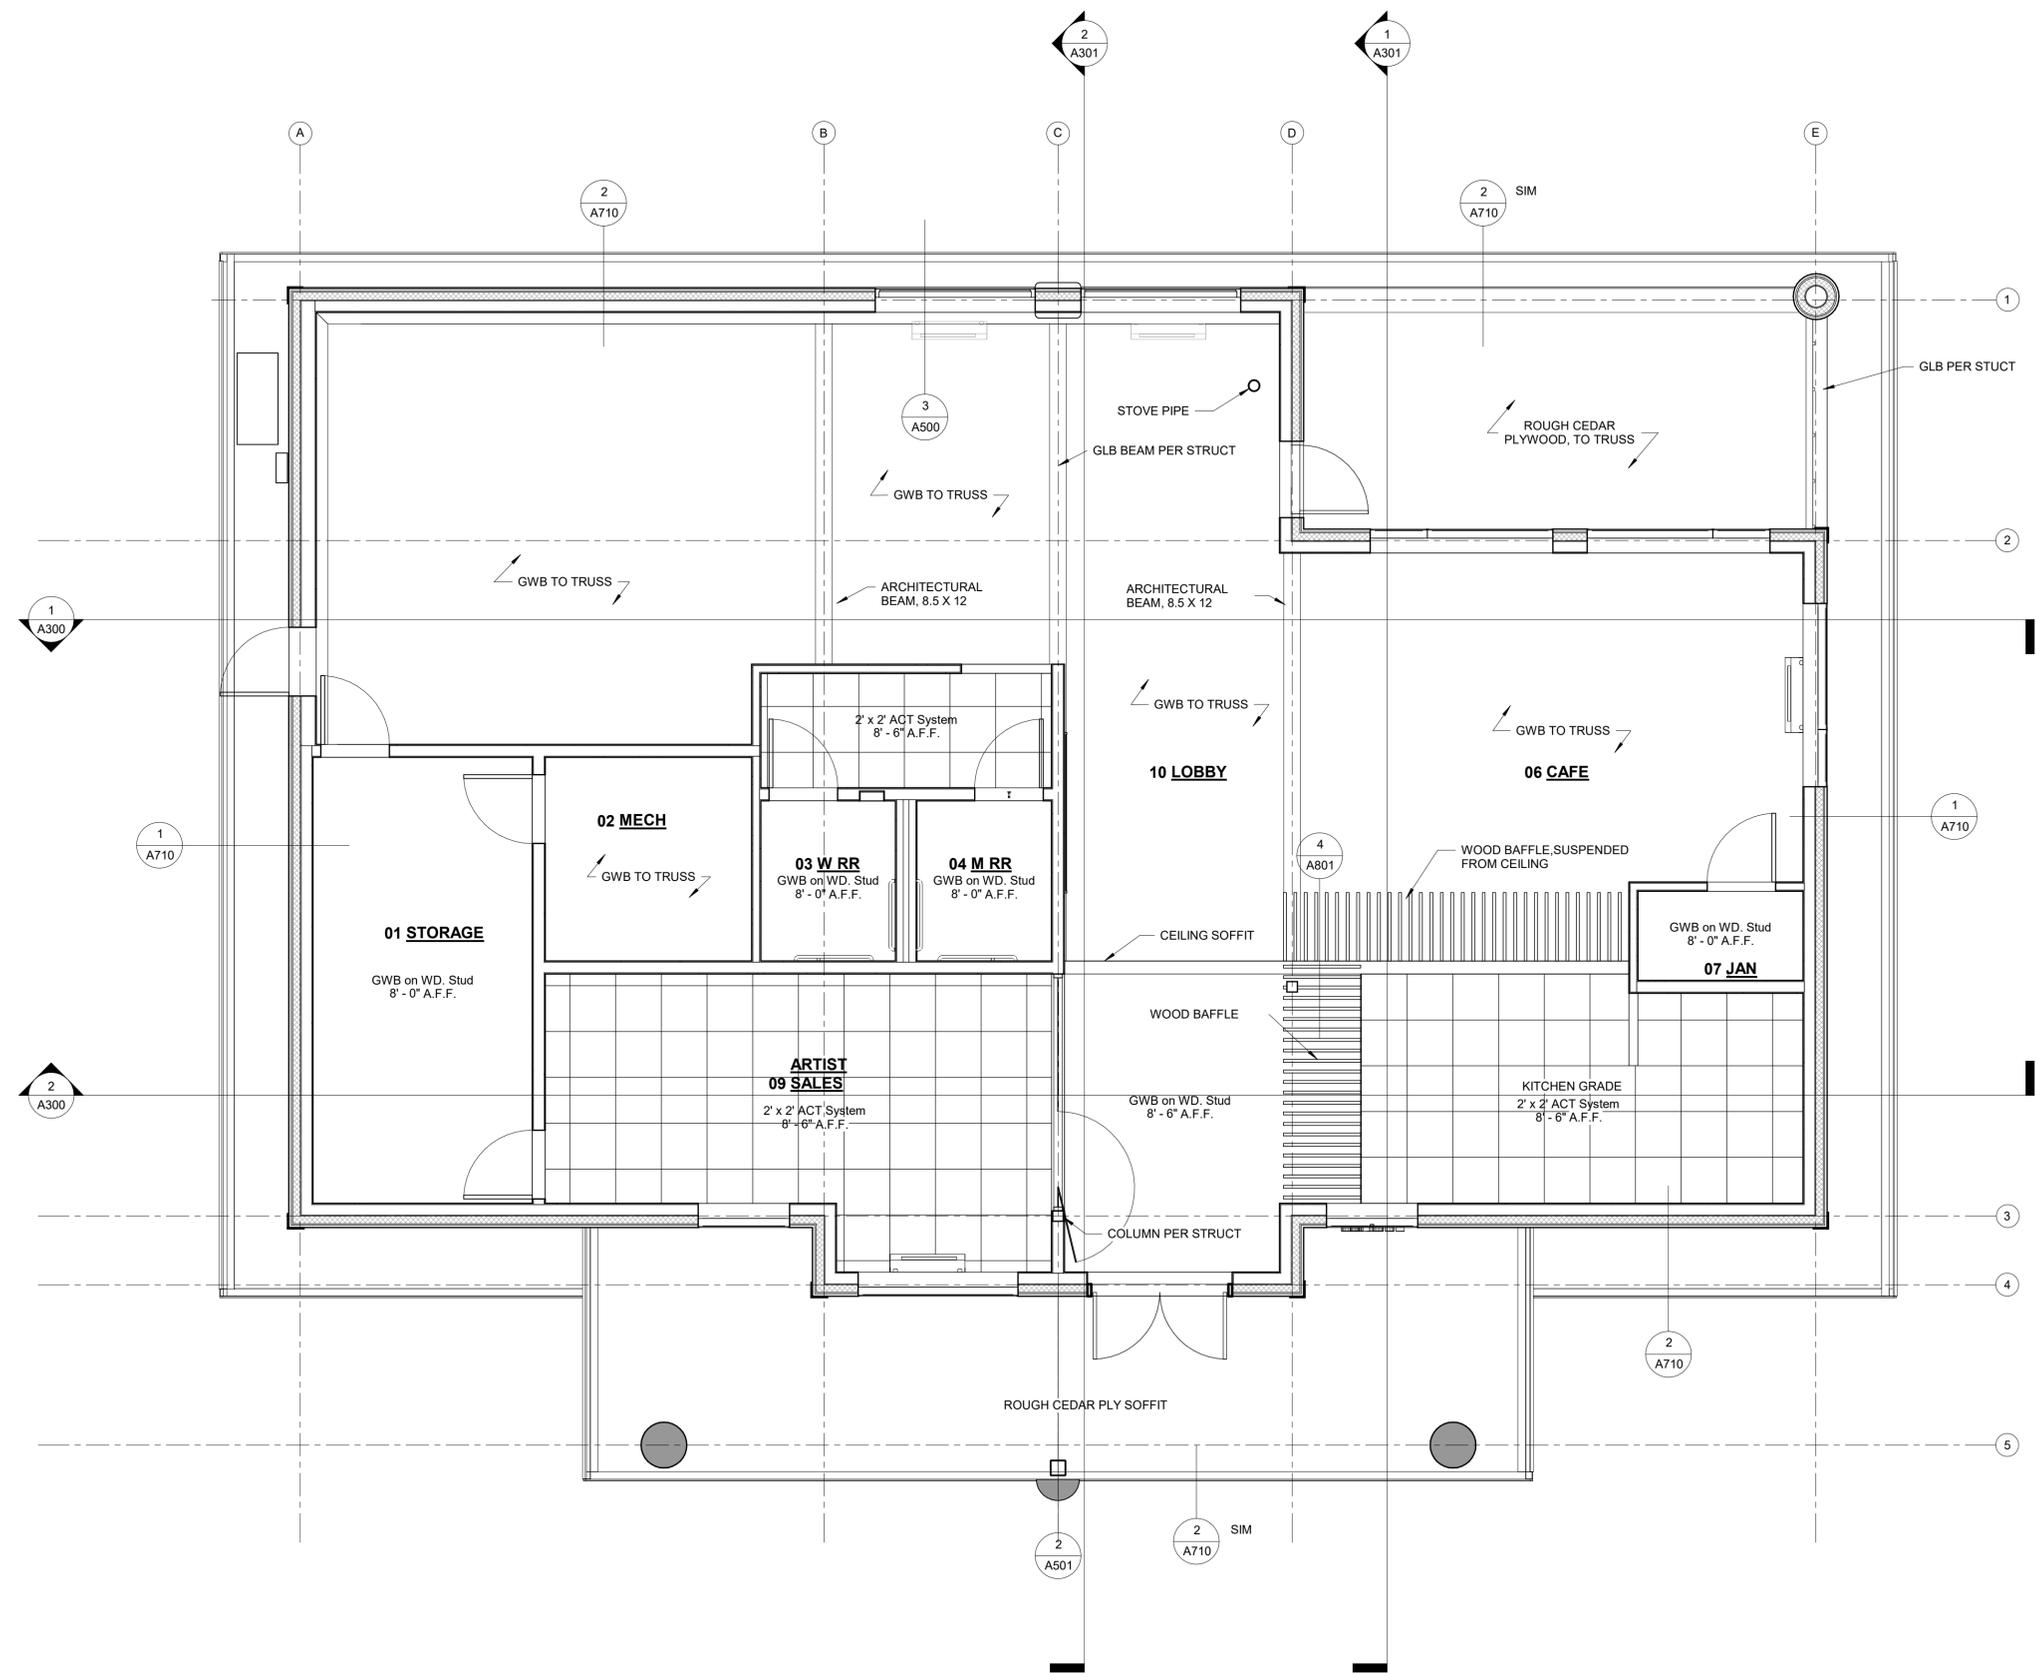 2
A301
1
A301
A
B
C
D
E
2
A710
2
A710
SIM
1
GLB PER STUCT
STOVE PIPE
3
A500
ROUGH CEDAR
PLYWOOD, TO TRUSS
GLB BEAM PER STRUCT
GWB TO TRUSS
2
GWB TO TRUSS
ARCHITECTURAL
BEAM, 8.5 X 12
ARCHITECTURAL
BEAM, 8.5 X 12
1
A300
2' x 2' ACT System
8' - 6" A.F.F.
GWB TO TRUSS
GWB TO TRUSS
10 LOBBY
06 CAFE
02 MECH
1
A710
1
A710
03 W RR
GWB on WD. Stud
8' - 0" A.F.F.
04 M RR
GWB on WD. Stud
8' - 0" A.F.F.
4
A801
WOOD BAFFLE,SUSPENDED
FROM CEILING
GWB TO TRUSS
01 STORAGE
GWB on WD. Stud
8' - 0" A.F.F.
CEILING SOFFIT
GWB on WD. Stud
8' - 0" A.F.F.
07 JAN
WOOD BAFFLE
ARTIST
09 SALES
2' x 2' ACT System
8' - 6" A.F.F.
GWB on WD. Stud
8' - 6" A.F.F.
KITCHEN GRADE
2' x 2' ACT System
8' - 6" A.F.F.
2
A300
3
COLUMN PER STRUCT
4
2
A710
ROUGH CEDAR PLY SOFFIT
5
2
A501
2
A710
SIM